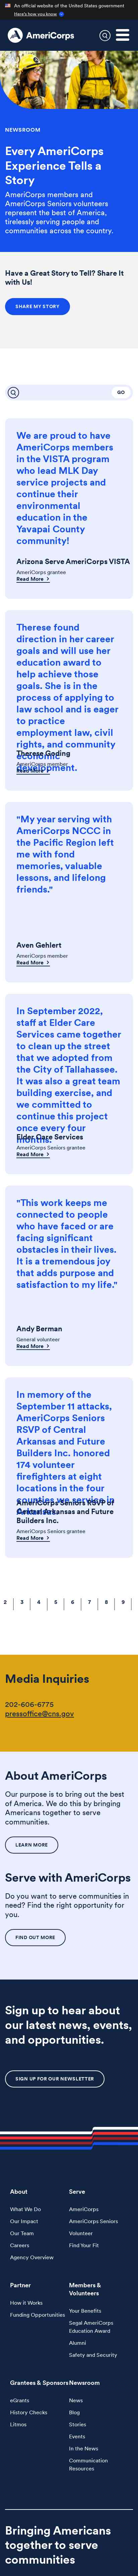 An official website of the United States government
Here's how you know
AmeriCorps
NEWSROOM
Every AmeriCorps
Experience Tells a
Story
AmeriCorps members and
AmeriCorps Seniors volunteers
represent the best of America,
tirelessly serving people and
communities across the country.
Have a Great Story to Tell? Share It
with Us!
SHARE MY STORY
GO
We are proud to have
AmeriCorps members
in the VISTA program
who lead MLK Day
service projects and
continue their
environmental
education in the
Yavapai County
community!
Arizona Serve AmeriCorps VISTA
AmeriCorps grantee
Read More
Therese found
direction in her career
goals and will use her
education award to
help achieve those
goals. She is in the
process of applying to
law school and is eager
to practice
employment law, civil
rights, and community
economic
development.
Therese Goding
AmeriCorps member
Read More
"My year serving with
AmeriCorps NCCC in
the Pacific Region left
me with fond
memories, valuable
lessons, and lifelong
friends."
Aven Gehlert
AmeriCorps member
Read More
In September 2022,
staff at Elder Care
Services came together
to clean up the street
that we adopted from
the City of Tallahassee.
It was also a great team
building exercise, and
we committed to
continue this project
once every four
months.
Elder Care Services
AmeriCorps Seniors grantee
Read More
"This work keeps me
connected to people
who have faced or are
facing significant
obstacles in their lives.
It is a tremendous joy
that adds purpose and
satisfaction to my life."
Andy Berman
General volunteer
Read More
In memory of the
September 11 attacks,
AmeriCorps Seniors
RSVP of Central
Arkansas and Future
Builders Inc. honored
174 volunteer
firefighters at eight
locations in the four
counties we service in
Arkansas.
AmeriCorps Seniors RSVP of
Central Arkansas and Future
Builders Inc.
AmeriCorps Seniors grantee
Read More
2 3 4 5 6 7 8 9
Media Inquiries
202-606-6775
pressoffice@cns.gov
About AmeriCorps
Our purpose is to bring out the best
of America. We do this by bringing
Americans together to serve
communities.
LEARN MORE
Serve with AmeriCorps
Do you want to serve communities in
need? Find the right opportunity for
you.
FIND OUT MORE
Sign up to hear about
our latest news, events,
and opportunities.
SIGN UP FOR OUR NEWSLETTER
About
What We Do
Our Impact
Our Team
Careers
Agency Overview
Serve
AmeriCorps
AmeriCorps Seniors
Volunteer
Find Your Fit
Partner
How it Works
Funding Opportunities
Members &
Volunteers
Your Benefits
Segal AmeriCorps
Education Award
Alumni
Safety and Security
Grantees & Sponsors
eGrants
History Checks
Litmos
Newsroom
News
Blog
Stories
Events
In the News
Communication
Resources
Bringing Americans
together to serve
communities